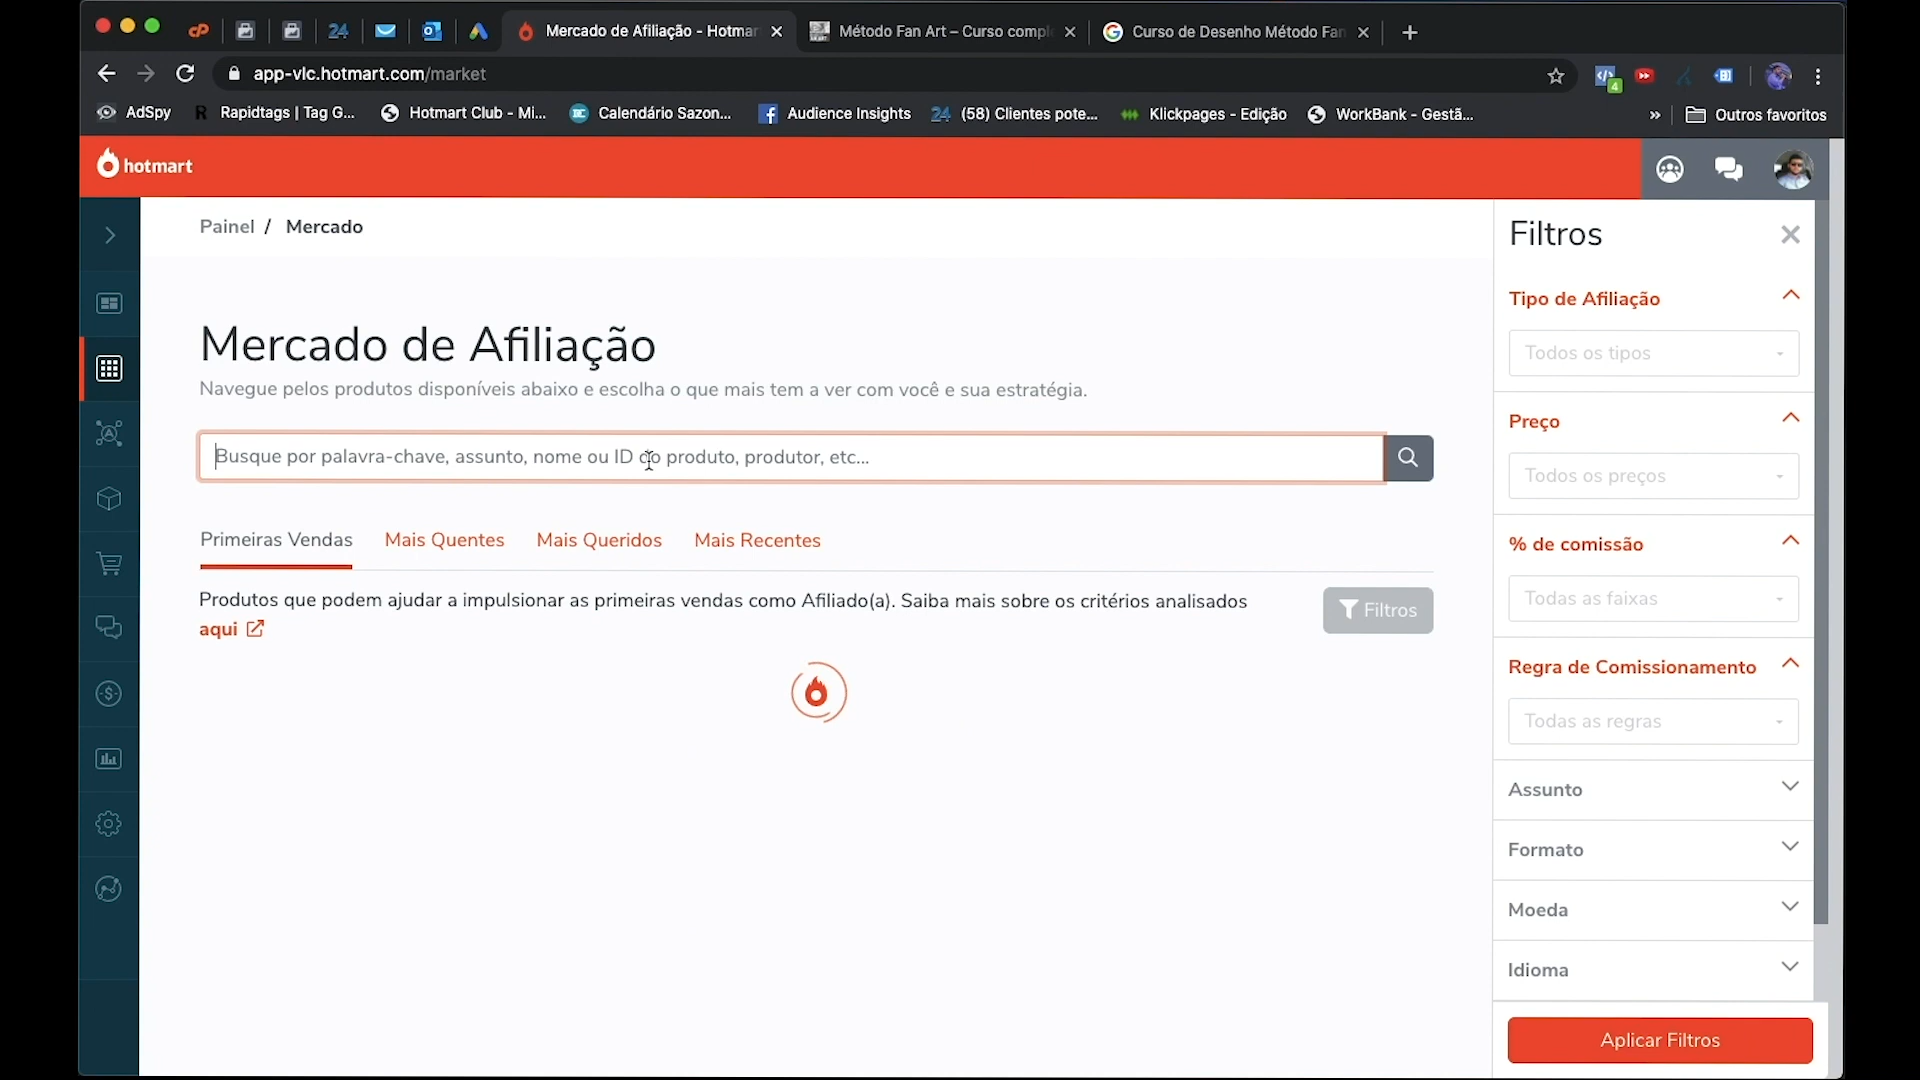 Mercado de Afiliação - Hotmar
Método Fan Art – Curso compl
Curso de Desenho Método Fan
app-vlc.hotmart.com/market
4
AdSpy
Rapidtags | Tag G...
Hotmart Club - Mi...
Calendário Sazon...
Audience Insights
24 (58) Clientes pote...
Klickpages - Edição
WorkBank - Gestã...
»
Outros favoritos
hotmart
Painel / Mercado
Mercado de Afiliação
Navegue pelos produtos disponíveis abaixo e escolha o que mais tem a ver com você e sua estratégia.
Busque por palavra-chave, assunto, nome ou ID do produto, produtor, etc...
Primeiras Vendas
Mais Quentes
Mais Queridos
Mais Recentes
Produtos que podem ajudar a impulsionar as primeiras vendas como Afiliado(a). Saiba mais sobre os critérios analisados
aqui
Filtros
Filtros
Tipo de Afiliação
Todos os tipos
Preço
Todos os preços
% de comissão
Todas as faixas
Regra de Comissionamento
Todas as regras
Assunto
Formato
Moeda
Idioma
Aplicar Filtros